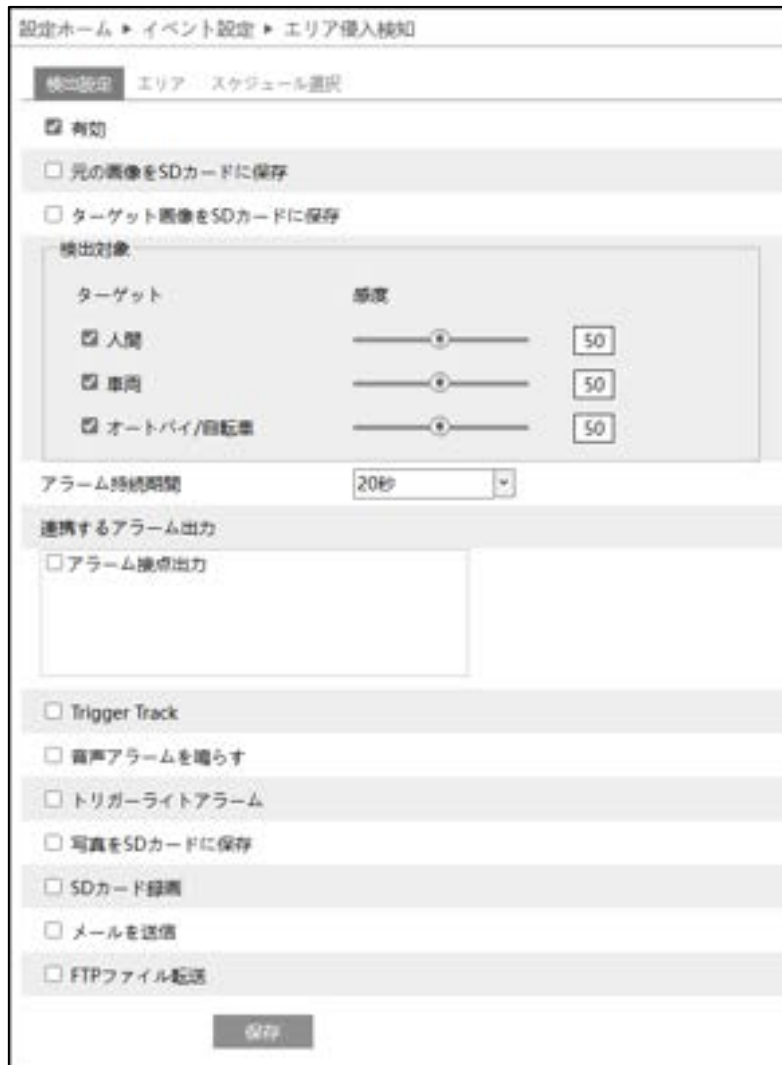 設定ホーム ▶ イベント設定 ▶ エリア侵入検知
検出設定 エリア スケジュール選択
有効
元の画像をSDカードに保存
ターゲット画像をSDカードに保存
検出対象
ターゲット 感度
人間 50
車両 50
オートバイ/自転車 50
アラーム持続期間 20秒
連携するアラーム出力
アラーム接点出力
Trigger Track
音声アラームを鳴らす
トリガーライトアラーム
写真をSDカードに保存
SDカード録画
メールを送信
FTPファイル転送
保存